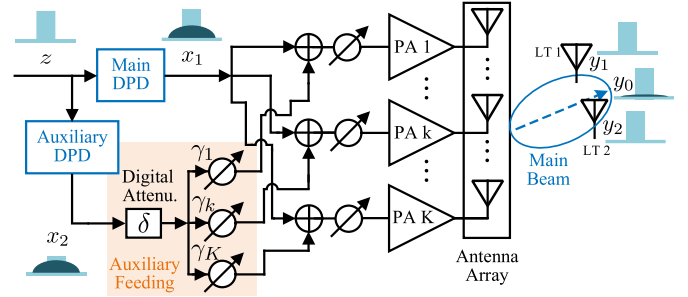 z
Main
DPD
x₁
Auxiliary
DPD
x₂
Digital
Attenu.
δ
γ₁
γₖ
γ_K
Auxiliary
Feeding
PA 1
PA k
PA K
Antenna
Array
LT 1
y₁
y₀
y₂
LT 2
Main
Beam